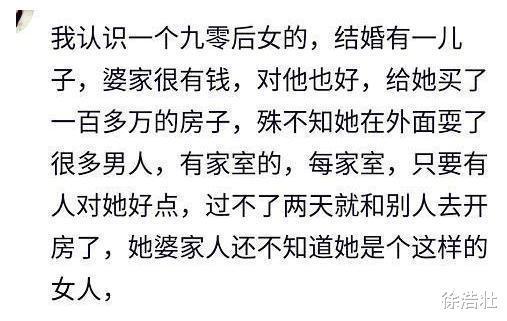 我认识一个九零后女的，结婚有一儿
子，婆家很有钱，对他也好，给她买了
一百多万的房子，殊不知她在外面耍了
很多男人，有家室的，每家室，只要有
人对她好点，过不了两天就和别人去开
房了，她婆家人还不知道她是个这样的
女人，
徐浩壮